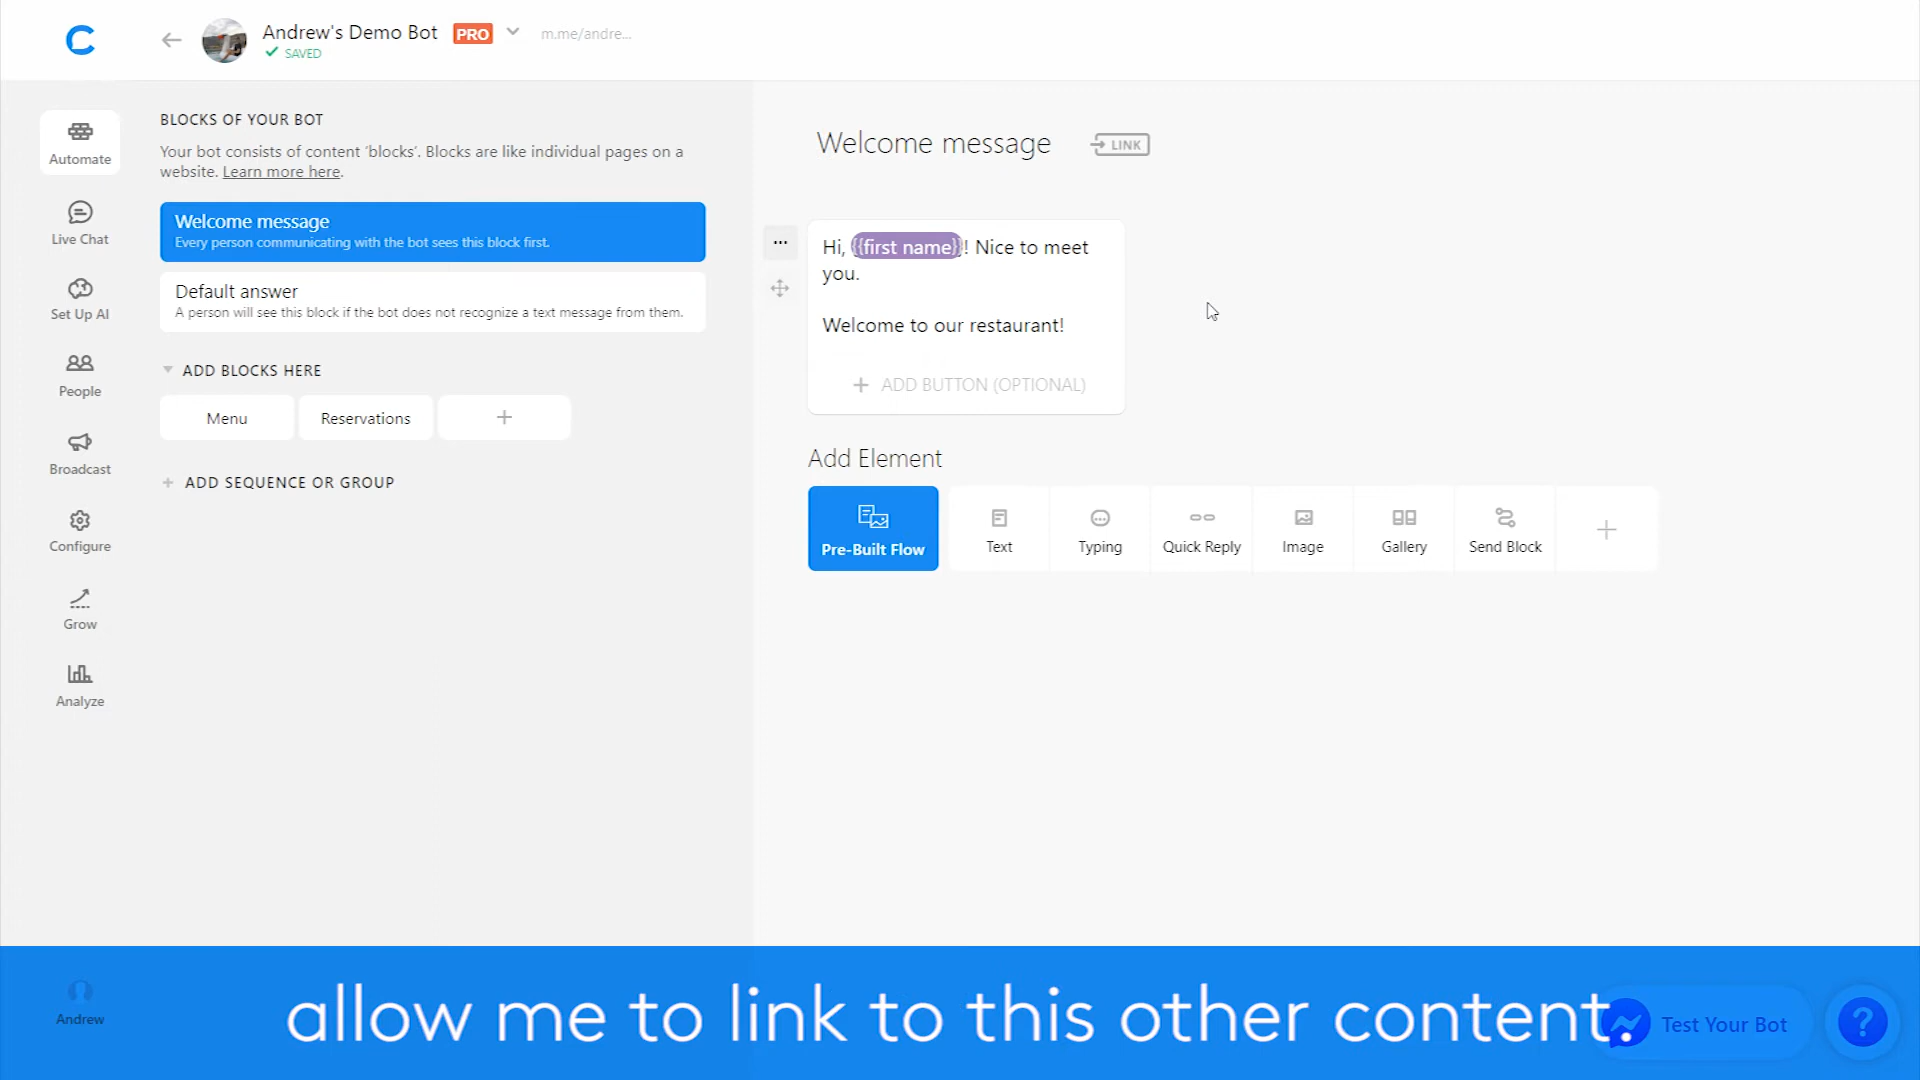 Andrew's Demo Bot PRO m.me/andre...
SAVED
Automate
Live Chat
Set Up AI
People
Broadcast
Configure
Grow
Analyze
Andrew
BLOCKS OF YOUR BOT
Your bot consists of content ‘blocks’. Blocks are like individual pages on a
website. Learn more here.
Welcome message
Every person communicating with the bot sees this block first.
Default answer
A person will see this block if the bot does not recognize a text message from them.
ADD BLOCKS HERE
Menu Reservations
ADD SEQUENCE OR GROUP
Welcome message LINK
Hi, {{first name}}! Nice to meet
you.
Welcome to our restaurant!
ADD BUTTON (OPTIONAL)
Add Element
Pre-Built Flow Text Typing Quick Reply Image Gallery Send Block
allow me to link to this other content.
Test Your Bot
?